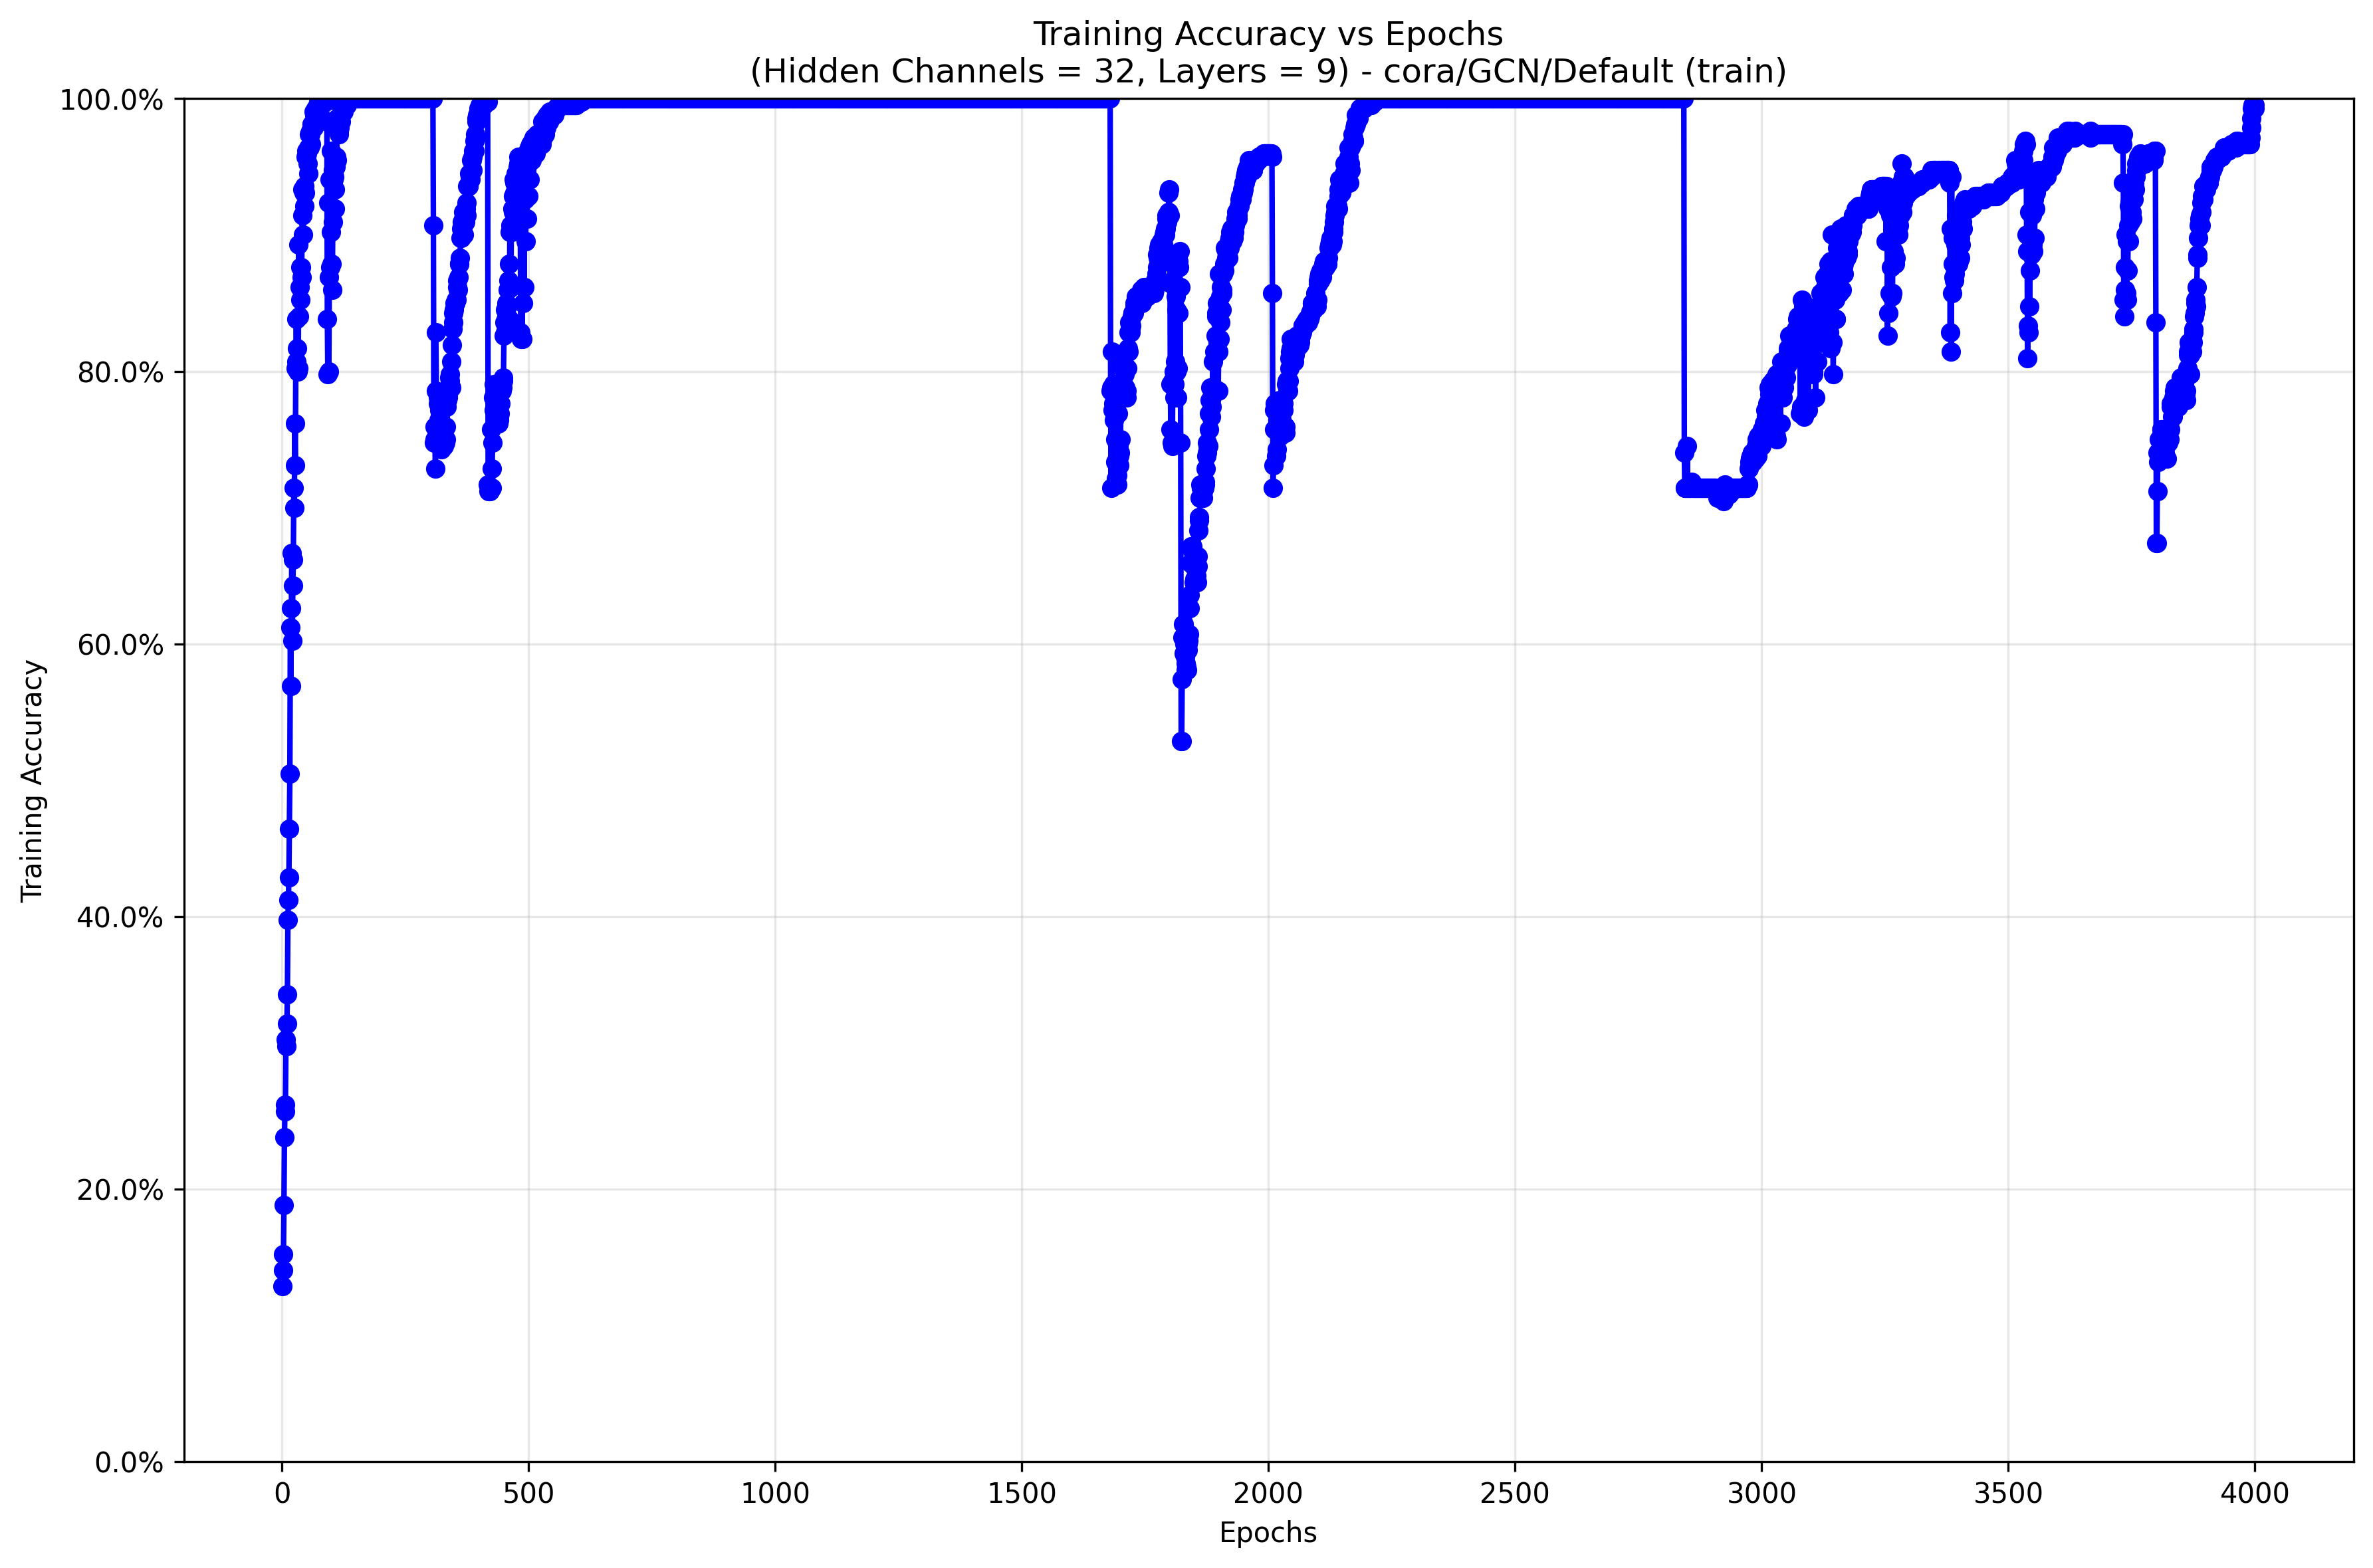 Training Accuracy vs Epochs
(Hidden Channels = 32, Layers = 9) - cora/GCN/Default (train)
100.0%
80.0%
60.0%
40.0%
20.0%
0.0%
Training Accuracy
0 500 1000 1500 2000 2500 3000 3500 4000
Epochs